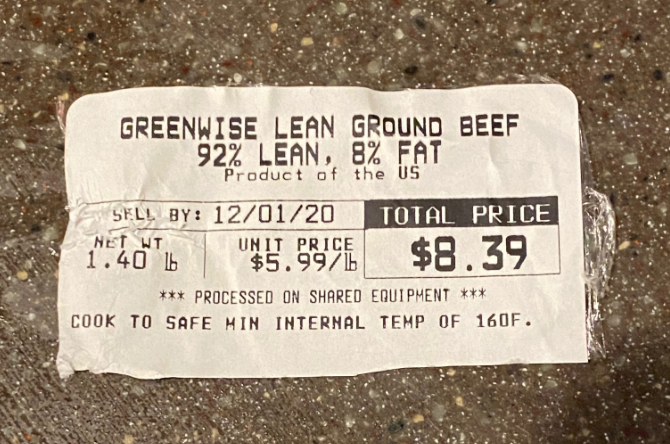 GREENWISE LEAN GROUND BEEF
92% LEAN, 8% FAT
Product of the US
SELL BY: 12/01/20 TOTAL PRICE
NET WT UNIT PRICE
1.40 lb $5.99/lb $8.39
*** PROCESSED ON SHARED EQUIPMENT ***
COOK TO SAFE MIN INTERNAL TEMP OF 160F.